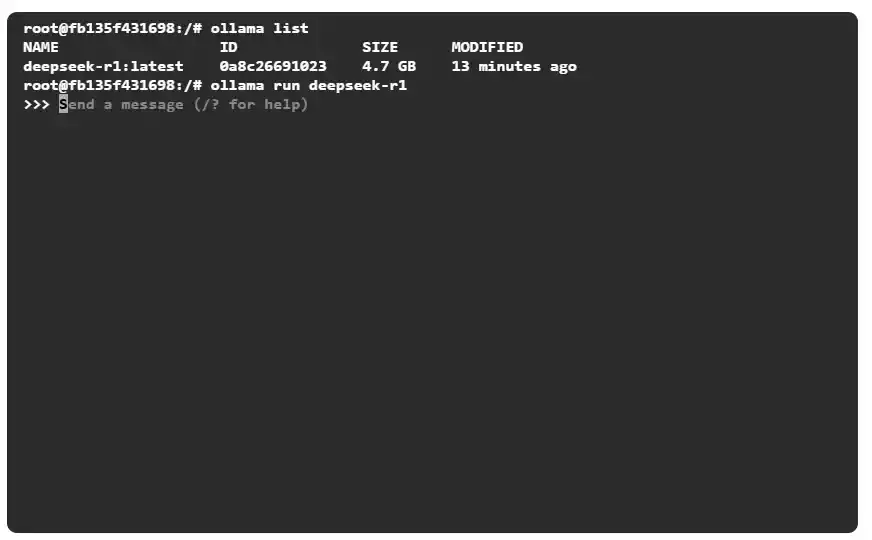 root@fb135f431698:/# ollama list
NAME ID SIZE MODIFIED
deepseek-r1:latest 0a8c26691023 4.7 GB 13 minutes ago
root@fb135f431698:/# ollama run deepseek-r1
>>> Send a message (/? for help)